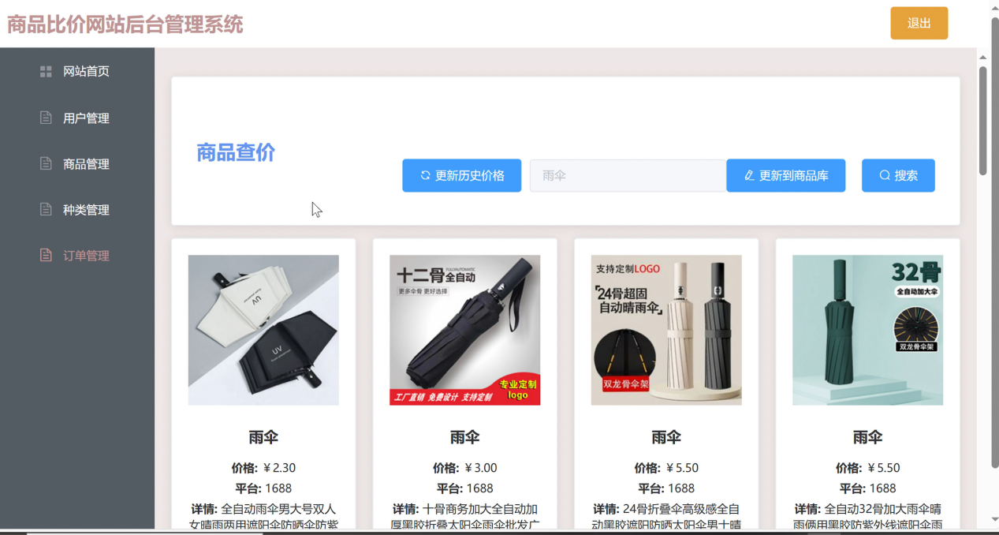 商品比价网站后台管理系统
退出
网站首页
用户管理
商品管理
种类管理
订单管理
商品查价
更新历史价格
雨伞
更新到商品库
搜索
UV
UV
雨伞
价格: ￥2.30
平台: 1688
详情: 全自动雨伞男大号双人
女晴雨两用遮阳伞防晒伞防紫
十二骨全自动
FULLYAUTOMATIC
更多伞骨 更好选择
专业定制
logo
工厂直销 免费设计 支持定制
雨伞
价格: ￥3.00
平台: 1688
详情: 十骨商务加大全自动加
厚黑胶折叠太阳伞雨伞批发广
支持定制LOGO
24骨超固
自动晴雨伞
双龙骨伞架
雨伞
价格: ￥5.50
平台: 1688
详情: 24骨折叠伞高级感全自
动黑胶遮阳防晒太阳伞男士晴
32骨
全自动加大伞
双龙骨伞架
雨伞
价格: ￥5.50
平台: 1688
详情: 全自动32骨加大雨伞晴
雨俩用黑胶防紫外线遮阳伞雨